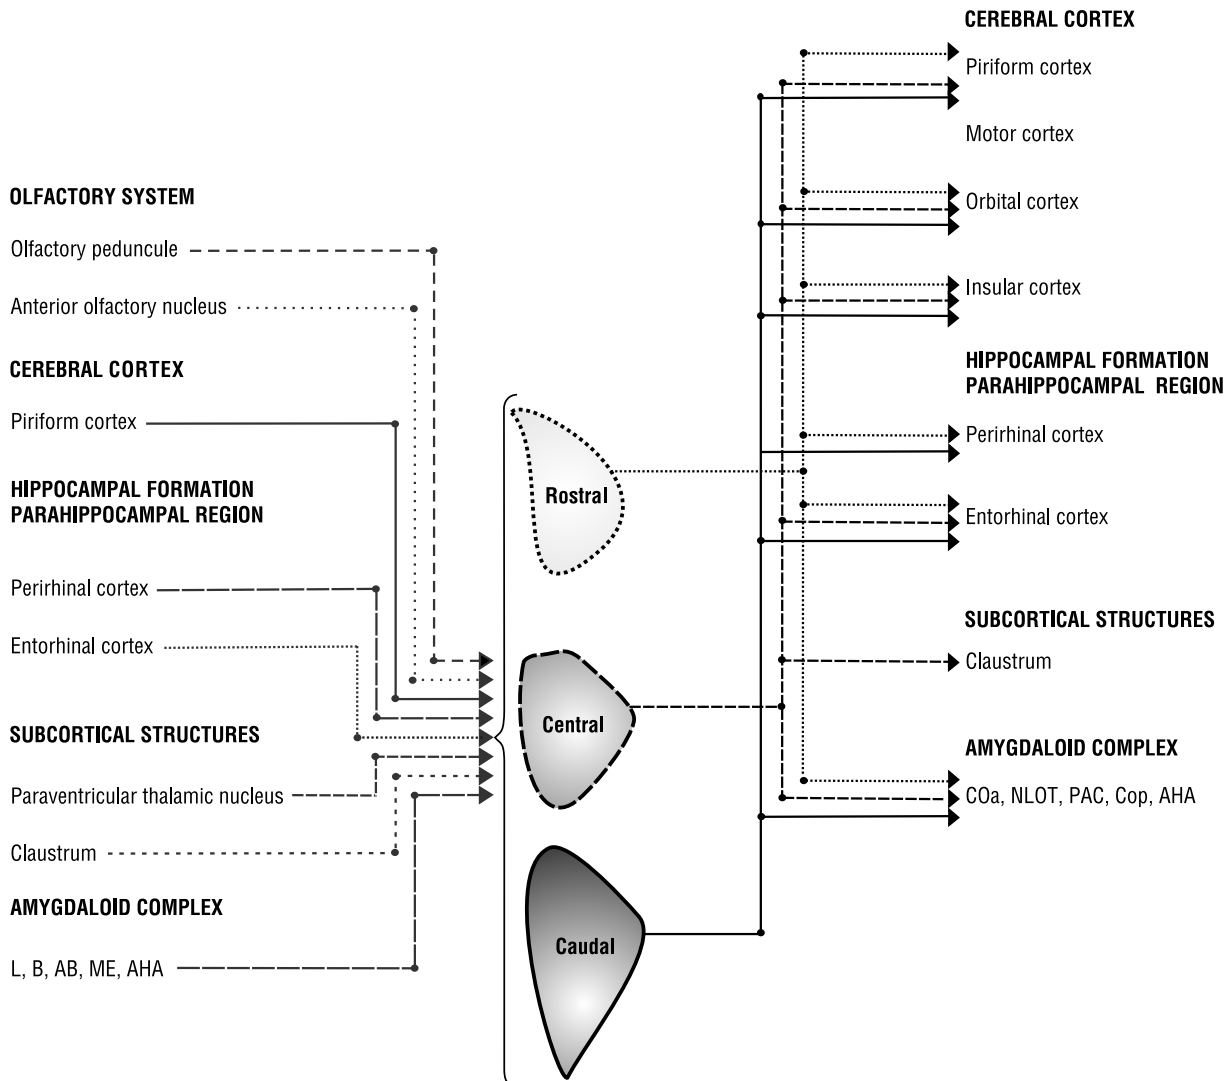 OLFACTORY SYSTEM
Olfactory peduncule
Anterior olfactory nucleus
CEREBRAL CORTEX
Piriform cortex
HIPPOCAMPAL FORMATION
PARAHIPPOCAMPAL REGION
Perirhinal cortex
Entorhinal cortex
SUBCORTICAL STRUCTURES
Paraventricular thalamic nucleus
Claustrum
AMYGDALOID COMPLEX
L, B, AB, ME, AHA
Rostral
Central
Caudal
CEREBRAL CORTEX
Piriform cortex
Motor cortex
Orbital cortex
Insular cortex
HIPPOCAMPAL FORMATION
PARAHIPPOCAMPAL REGION
Perirhinal cortex
Entorhinal cortex
SUBCORTICAL STRUCTURES
Claustrum
AMYGDALOID COMPLEX
COa, NLOT, PAC, Cop, AHA